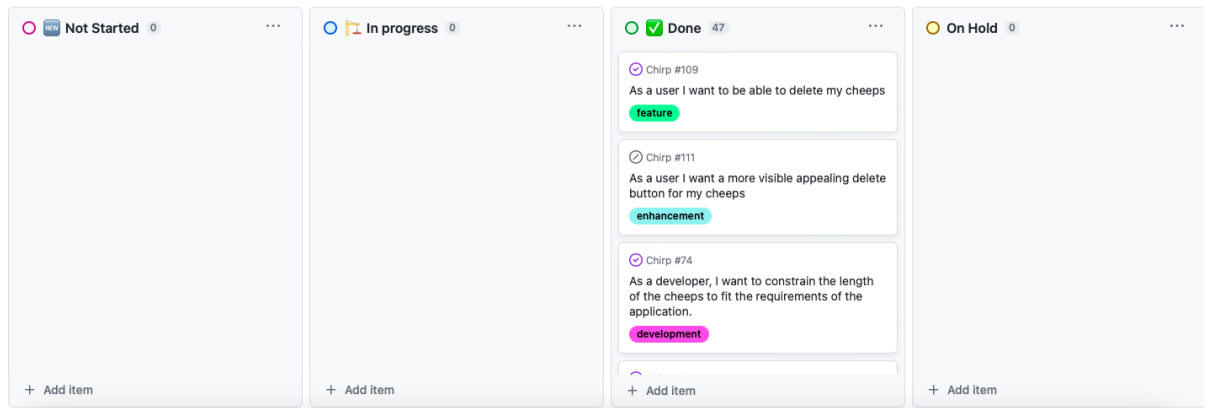 NEW Not Started 0
In progress 0
Done 47
On Hold 0
Chirp #109
As a user I want to be able to delete my cheeps
feature
Chirp #111
As a user I want a more visible appealing delete
button for my cheeps
enhancement
Chirp #74
As a developer, I want to constrain the length
of the cheeps to fit the requirements of the
application.
development
+ Add item
+ Add item
+ Add item
+ Add item